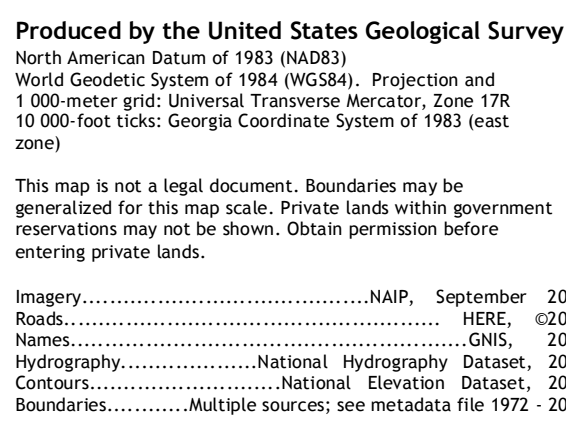 Produced by the United States Geological Survey
North American Datum of 1983 (NAD83)
World Geodetic System of 1984 (WGS84). Projection and
1 000-meter grid: Universal Transverse Mercator, Zone 17R
10 000-foot ticks: Georgia Coordinate System of 1983 (east
zone)
This map is not a legal document. Boundaries may be
generalized for this map scale. Private lands within government
reservations may not be shown. Obtain permission before
entering private lands.
Imagery.....................................NAIP, September 20
Roads................................................. HERE, ©20
Names...................................................GNIS, 20
Hydrography..................National Hydrography Dataset, 20
Contours.............................National Elevation Dataset, 20
Boundaries............Multiple sources; see metadata file 1972 - 20